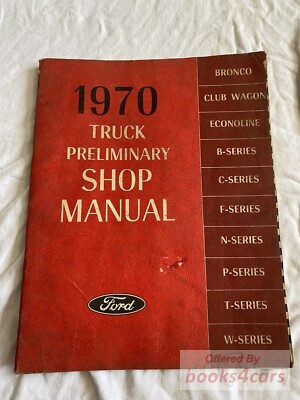 1970
TRUCK
PRELIMINARY
SHOP
MANUAL
Ford
BRONCO
CLUB WAGON
ECONOLINE
B-SERIES
C-SERIES
F-SERIES
N-SERIES
P-SERIES
T-SERIES
W-SERIES
Offered By
books4cars